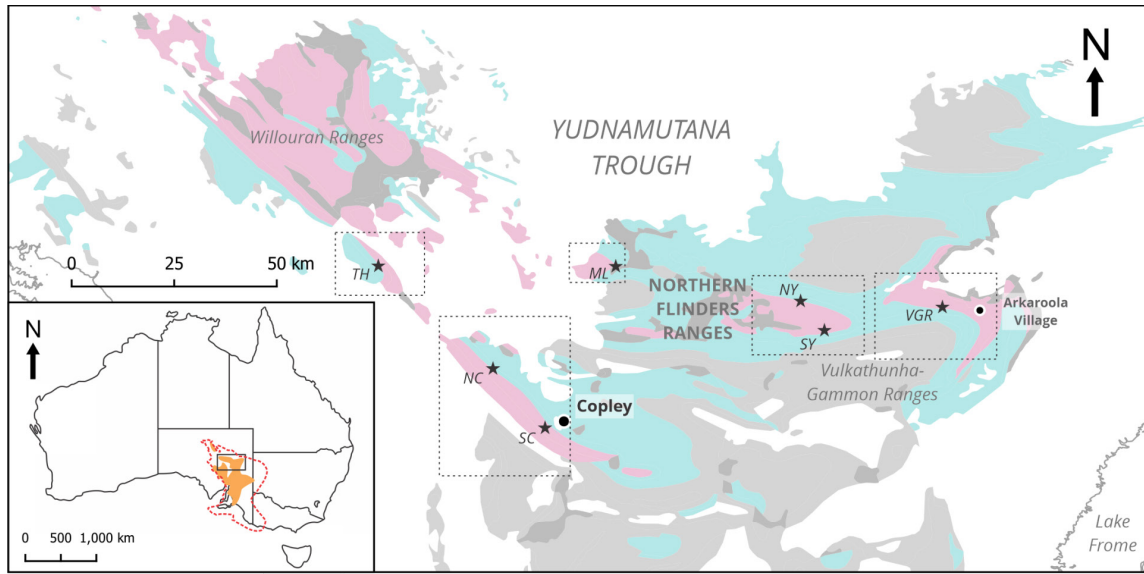 N
YUDNAMUTANA
TROUGH
Willouran Ranges
0 25 50 km
TH
ML
NORTHERN
FLINDERS
RANGES
NY
SY
VGR
Arkaroola
Village
Vulkathunha-
Gammon Ranges
NC
SC
Copley
Lake
Frome
N
0 500 1,000 km